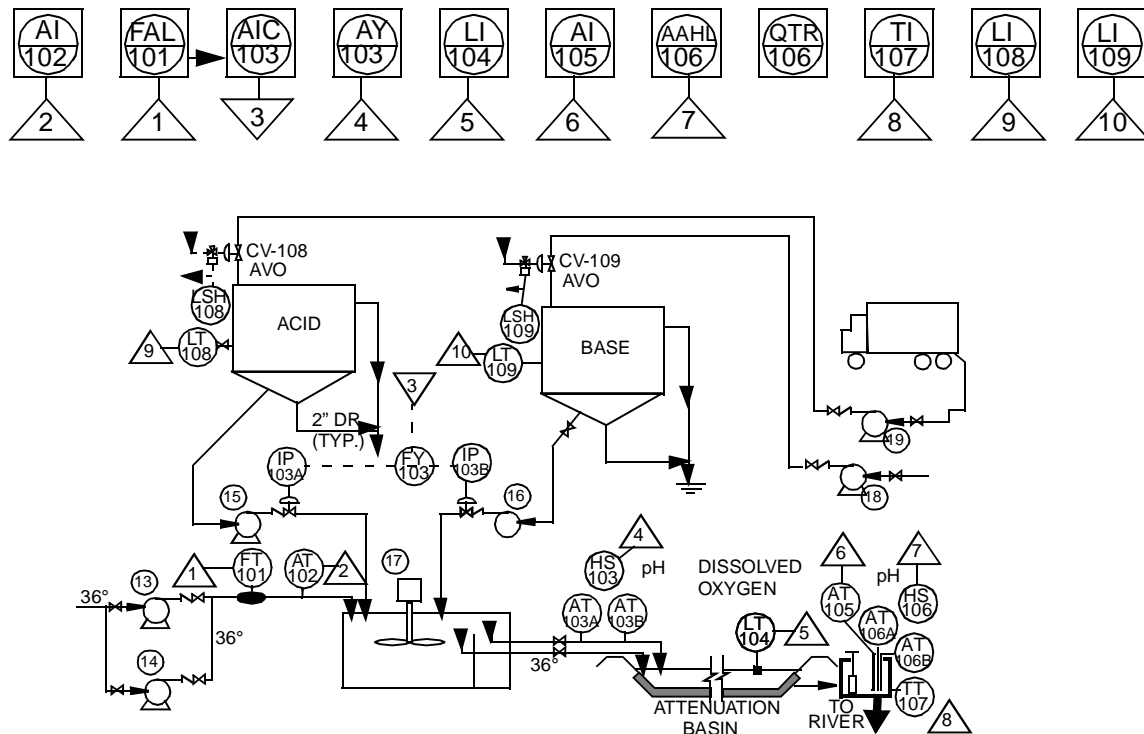 AI FAL AIC AY LI AI AAHL QTR TI LI LI
102 101 103 103 104 105 106 106 107 108 109
2 1 3 4 5 6 7 8 9 10
CV-108
AVO
CV-109
AVO
LSH
108
LSH
109
ACID
BASE
9
LT
108
10
LT
109
3
2” DR
(TYP.)
IP
103A
FY
103
IP
103B
19
18
15
16
17
1
FT
101
AT
102
2
13
36°
36°
14
4
HS
103
pH
AT
103A
AT
103B
36°
DISSOLVED
OXYGEN
LT
104
5
6
7
pH
AT
105
HS
106
AT
106A
AT
106B
TT
107
8
ATTENUATION
BASIN
TO
RIVER